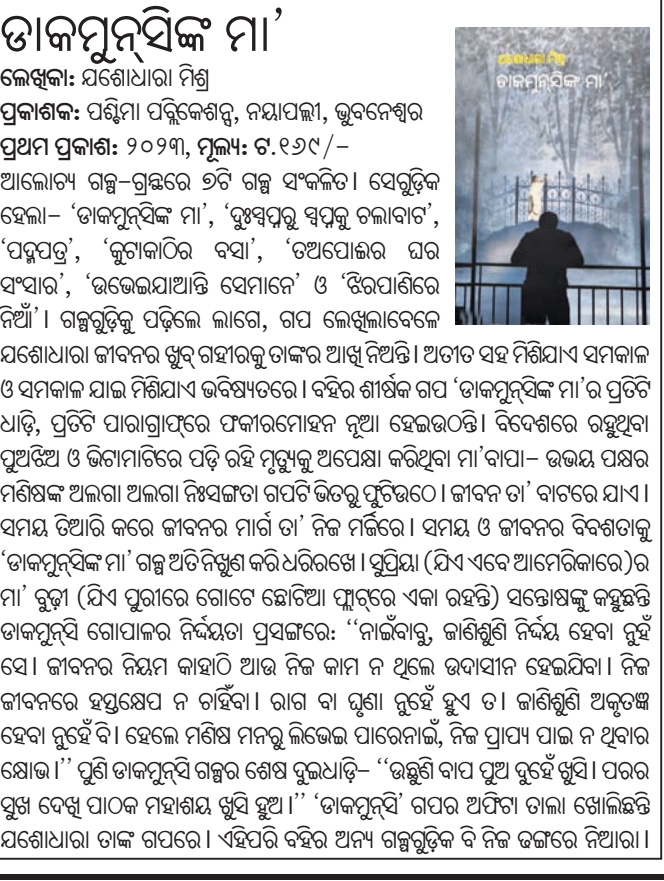 ଡାକମୁନ୍‌ସିଙ୍କ ମା’
ଲେଖିକା: ଯଶୋଧାରା ମିଶ୍ର
ପ୍ରକାଶକ: ପଶ୍ଚିମା ପବ୍ଲିକେଶନ୍ସ, ନୟାପଲ୍ଲୀ, ଭୁବନେଶ୍ୱର
ପ୍ରଥମ ପ୍ରକାଶ: ୨୦୨୩, ମୂଲ୍ୟ: ଟ.୧୬୯/-
ଆଲୋଚ୍ୟ ଗଳ୍ପ-ଗ୍ରନ୍ଥରେ ୭ଟି ଗଳ୍ପ ସଂକଳିତ। ସେଗୁଡ଼ିକ
ହେଲା- ‘ଡାକମୁନ୍‌ସିଙ୍କ ମା’, ‘ଦୁଃସ୍ୱପ୍ନରୁ ସ୍ୱପ୍ନକୁ ଚଲାବାଟ’,
‘ପଦ୍ମପତ୍ର’, ‘କୁଟାକାଠିର ବସା’, ‘ତଅପୋଈର ଘର
ସଂସାର’, ‘ଉଭେଇଯାଆନ୍ତି ସେମାନେ’ ଓ ‘ଝିରପାଣିରେ
ନିଆଁ’। ଗଳ୍ପଗୁଡ଼ିକୁ ପଢ଼ିଲେ ଲାଗେ, ଗପ ଲେଖିଲାବେଳେ
ଯଶୋଧାରା ଜୀବନର ଖୁବ୍ ଗହୀରକୁ ତାଙ୍କର ଆଖି ନିଅନ୍ତି। ଅତୀତ ସହ ମିଶିଯାଏ ସମକାଳ
ଓ ସମକାଳ ଯାଇ ମିଶିଯାଏ ଭବିଷ୍ୟତରେ। ବହିର ଶୀର୍ଷକ ଗପ ‘ଡାକମୁନ୍‌ସିଙ୍କ ମା’ର ପ୍ରତିଟି
ଧାଡ଼ି, ପ୍ରତିଟି ପାରାଗ୍ରାଫ୍‌ରେ ଫକୀରମୋହନ ନୂଆ ହେଇଉଠନ୍ତି। ବିଦେଶରେ ରହୁଥିବା
ପୁଅଝିଅ ଓ ଭିଟାମାଟିରେ ପଡ଼ି ରହି ମୃତ୍ୟୁକୁ ଅପେକ୍ଷା କରିଥିବା ମା’ବାପା- ଉଭୟ ପକ୍ଷର
ମଣିଷଙ୍କ ଅଲଗା ଅଲଗା ନିଃସଙ୍ଗତା ଗପଟି ଭିତରୁ ଫୁଟିଉଠେ। ଜୀବନ ତା’ ବାଟରେ ଯାଏ।
ସମୟ ତିଆରି କରେ ଜୀବନର ମାର୍ଗ ତା’ ନିଜ ମର୍ଜିରେ। ସମୟ ଓ ଜୀବନର ବିବଶତାକୁ
‘ଡାକମୁନ୍‌ସିଙ୍କ ମା’ ଗଳ୍ପ ଅତି ନିଖୁଣ କରି ଧରିରଖେ। ସୁପ୍ରିୟା (ଯିଏ ଏବେ ଆମେରିକାରେ)ର
ମା’ ବୁଢ଼ୀ (ଯିଏ ପୁରୀରେ ଗୋଟେ ଛୋଟିଆ ଫ୍ଲାଟ୍‌ରେ ଏକା ରହନ୍ତି) ସନ୍ତୋଷଙ୍କୁ କହୁଛନ୍ତି
ଡାକମୁନ୍‌ସି ଗୋପାଳର ନିର୍ଦ୍ଦୟତା ପ୍ରସଙ୍ଗରେ: ‘‘ନାଇଁବାବୁ, ଜାଣିଶୁଣି ନିର୍ଦ୍ଦୟ ହେବା ନୁହଁ
ସେ। ଜୀବନର ନିୟମ କାହାଠି ଆଉ ନିଜ କାମ ନ ଥିଲେ ଉଦାସୀନ ହେଇଯିବା। ନିଜ
ଜୀବନରେ ହସ୍ତକ୍ଷେପ ନ ଚାହିଁବା। ରାଗ ବା ଘୃଣା ନୁହେଁ ହୁଏ ତ। ଜାଣିଶୁଣି ଅକୃତଜ୍ଞ
ହେବା ନୁହେଁ ବି। ହେଲେ ମଣିଷ ମନରୁ ଲିଭେଇ ପାରେନାଇଁ, ନିଜ ପ୍ରାପ୍ୟ ପାଇ ନ ଥିବାର
କ୍ଷୋଭ।’’ ପୁଣି ଡାକମୁନ୍‌ସି ଗଳ୍ପର ଶେଷ ଦୁଇଧାଡ଼ି- ‘‘ଉଛୁଣି ବାପ ପୁଅ ଦୁହେଁ ଖୁସି। ପରର
ସୁଖ ଦେଖି ପାଠକ ମହାଶୟ ଖୁସି ହୁଅ।’’ ‘ଡାକମୁନ୍‌ସି’ ଗପର ଅଫିଟା ତାଲା ଖୋଲିଛନ୍ତି
ଯଶୋଧାରା ତାଙ୍କ ଗପରେ। ଏହିପରି ବହିର ଅନ୍ୟ ଗଳ୍ପଗୁଡ଼ିକ ବି ନିଜ ଢଙ୍ଗରେ ନିଆରା।
ଯଶୋଧାରା ମିଶ୍ର
ଡାକମୁନ୍‌ସିଙ୍କ ମା’